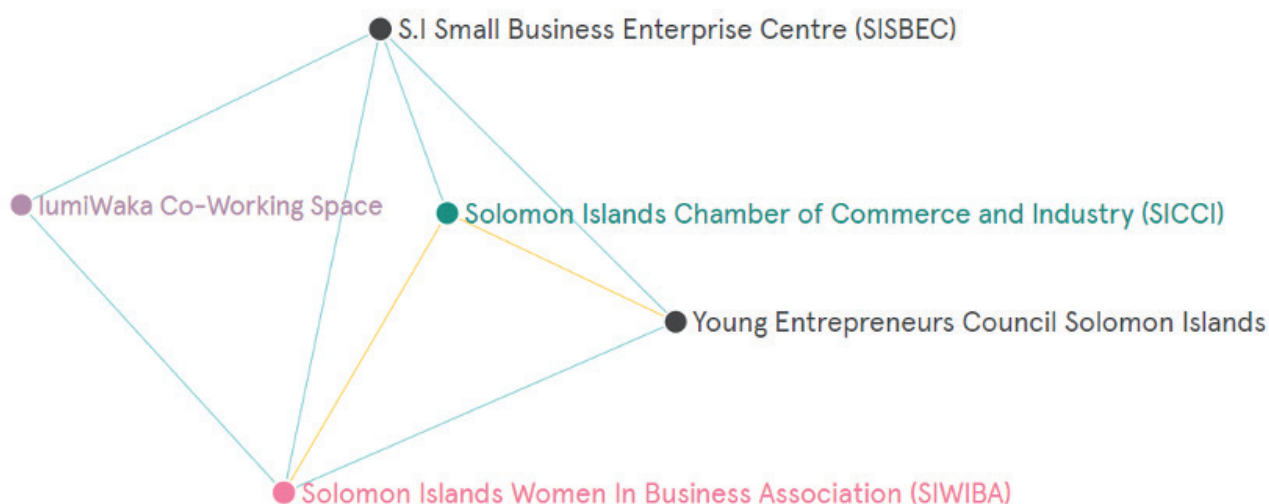 S.I Small Business Enterprise Centre (SISBEC)
IumiWaka Co-Working Space
Solomon Islands Chamber of Commerce and Industry (SICCI)
Young Entrepreneurs Council Solomon Islands
Solomon Islands Women In Business Association (SIWIBA)